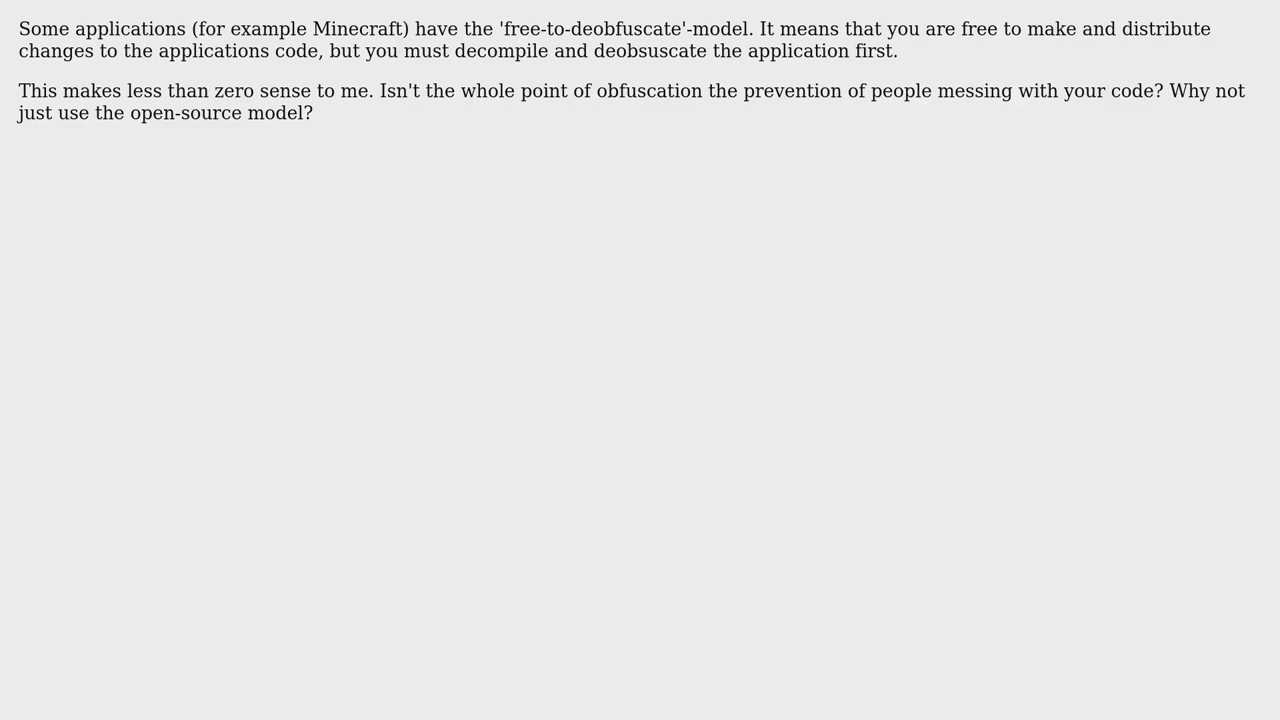 Some applications (for example Minecraft) have the 'free-to-deobfuscate'-model. It means that you are free to make and distribute
changes to the applications code, but you must decompile and deobsuscate the application first.
This makes less than zero sense to me. Isn't the whole point of obfuscation the prevention of people messing with your code? Why not
just use the open-source model?